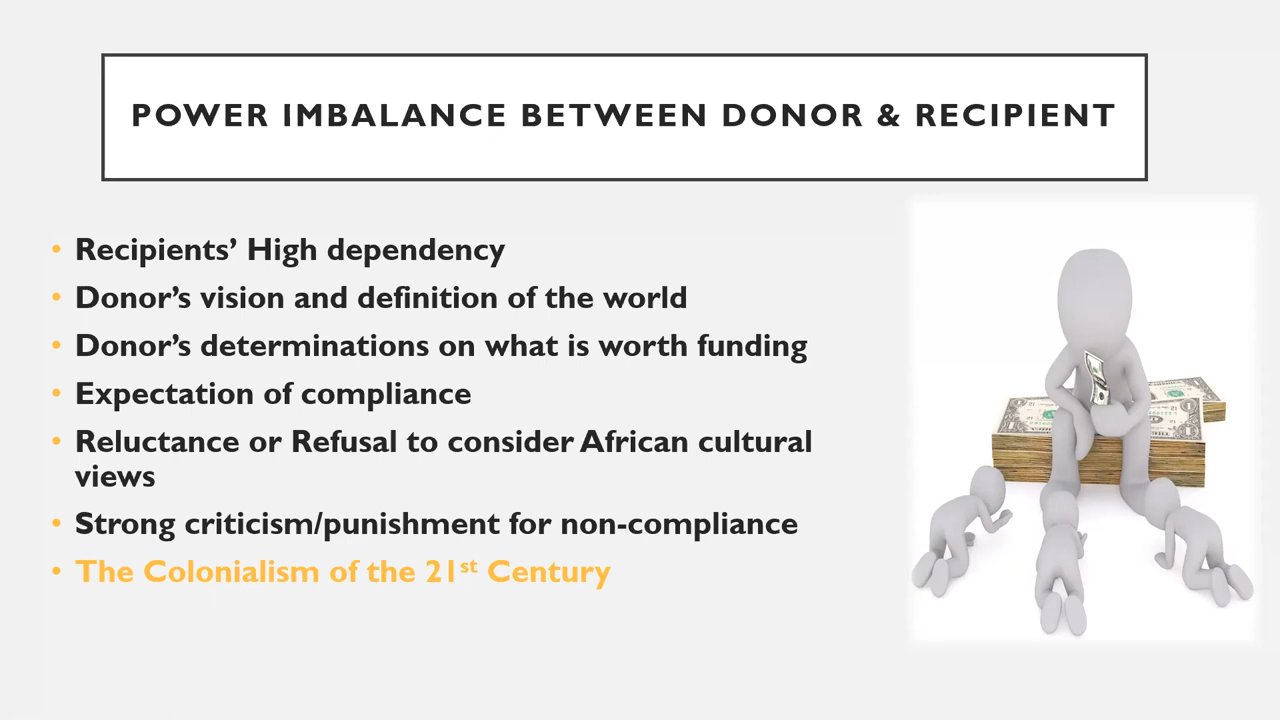 POWER IMBALANCE BETWEEN DONOR & RECIPIENT
• Recipients’ High dependency
• Donor’s vision and definition of the world
• Donor’s determinations on what is worth funding
• Expectation of compliance
• Reluctance or Refusal to consider African cultural
views
• Strong criticism/punishment for non-compliance
• The Colonialism of the 21st Century